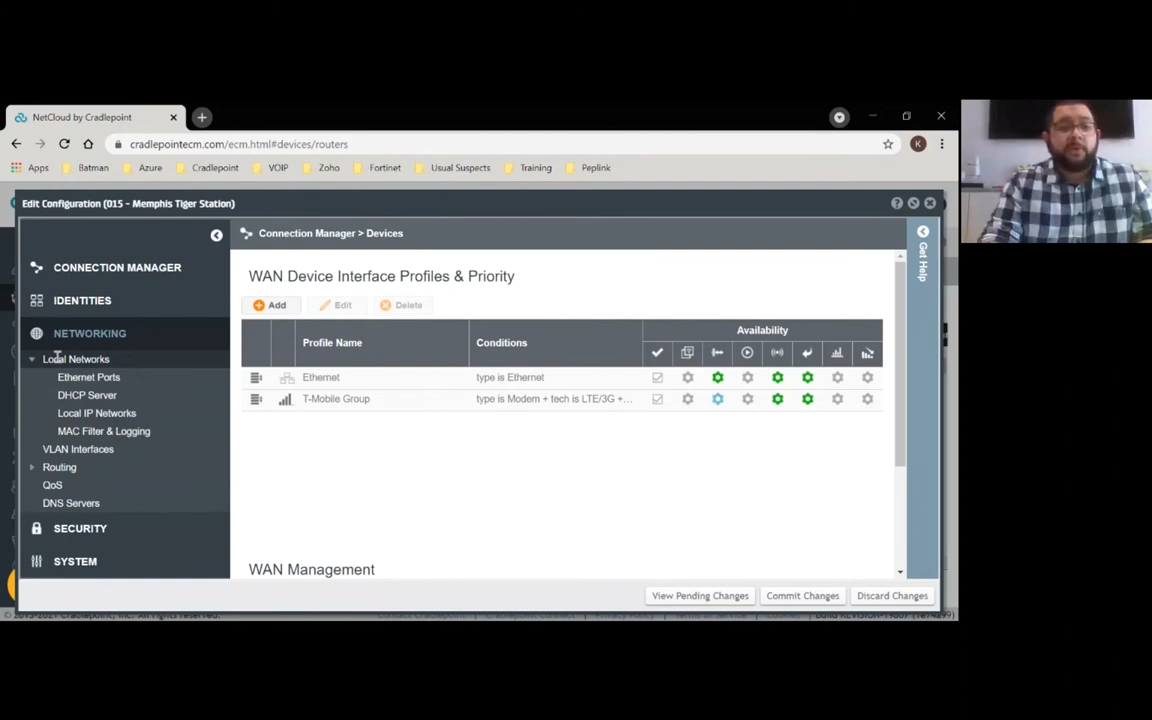 NetCloud by Cradlepoint
cradlepointecm.com/ecm.html#devices/routers
K
Apps Batman Azure Cradlepoint VOIP Zoho Fortinet Usual Suspects Training Peplink
Edit Configuration (015 - Memphis Tiger Station)
Connection Manager > Devices
Get Help
CONNECTION MANAGER
IDENTITIES
NETWORKING
Local Networks
Ethernet Ports
DHCP Server
Local IP Networks
MAC Filter & Logging
VLAN Interfaces
Routing
QoS
DNS Servers
SECURITY
SYSTEM
WAN Device Interface Profiles & Priority
Add Edit Delete
Profile Name Conditions Availability
Ethernet type is Ethernet
T-Mobile Group type is Modem + tech is LTE/3G +...
WAN Management
View Pending Changes Commit Changes Discard Changes